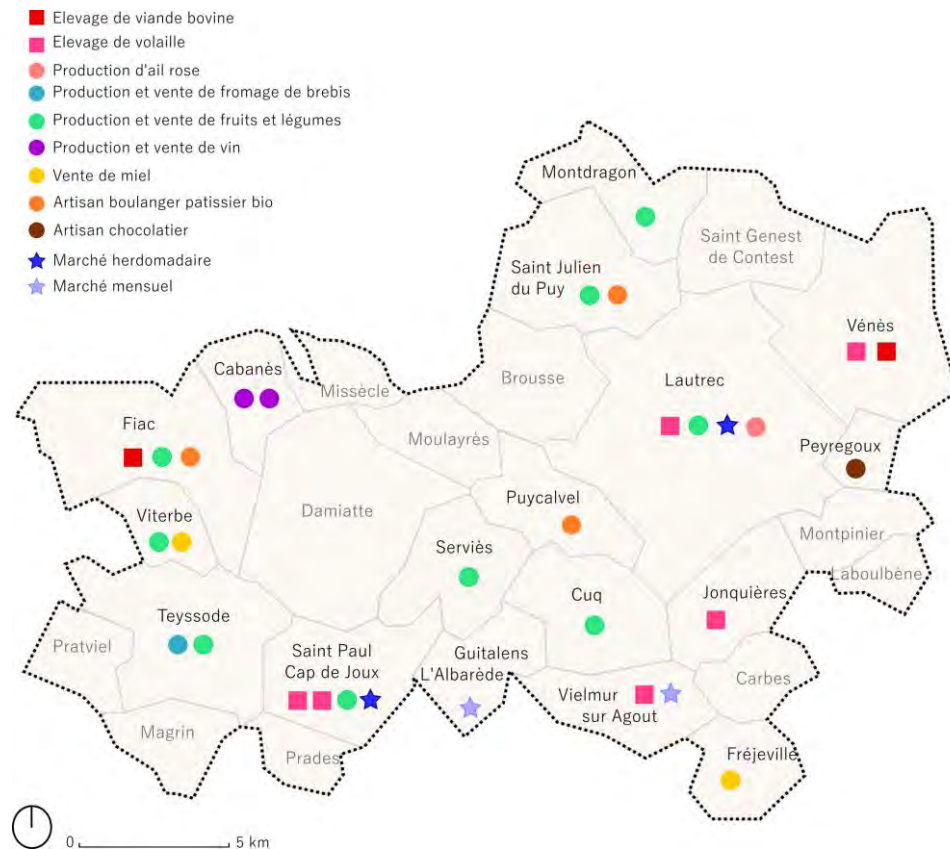 Elevage de viande bovine
Elevage de volaille
Production d'ail rose
Production et vente de fromage de brebis
Production et vente de fruits et légumes
Production et vente de vin
Vente de miel
Artisan boulanger patissier bio
Artisan chocolatier
Marché herdomadaire
Marché mensuel
Montdragon
Saint Genest
de Contest
Saint Julien
du Puy
Vénès
Cabanès
Missècle
Brousse
Lautrec
Fiac
Moulayrès
Peyregoux
Puycalvel
Damiatte
Viterbe
Montpinier
Serviès
Laboulbène
Cuq
Jonquières
Teyssode
Pratviel
Saint Paul
Cap de Joux
Guitalens
L'Albarède
Carbes
Vielmur
sur Agout
Magrin
Prades
Fréjeville
0
5 km